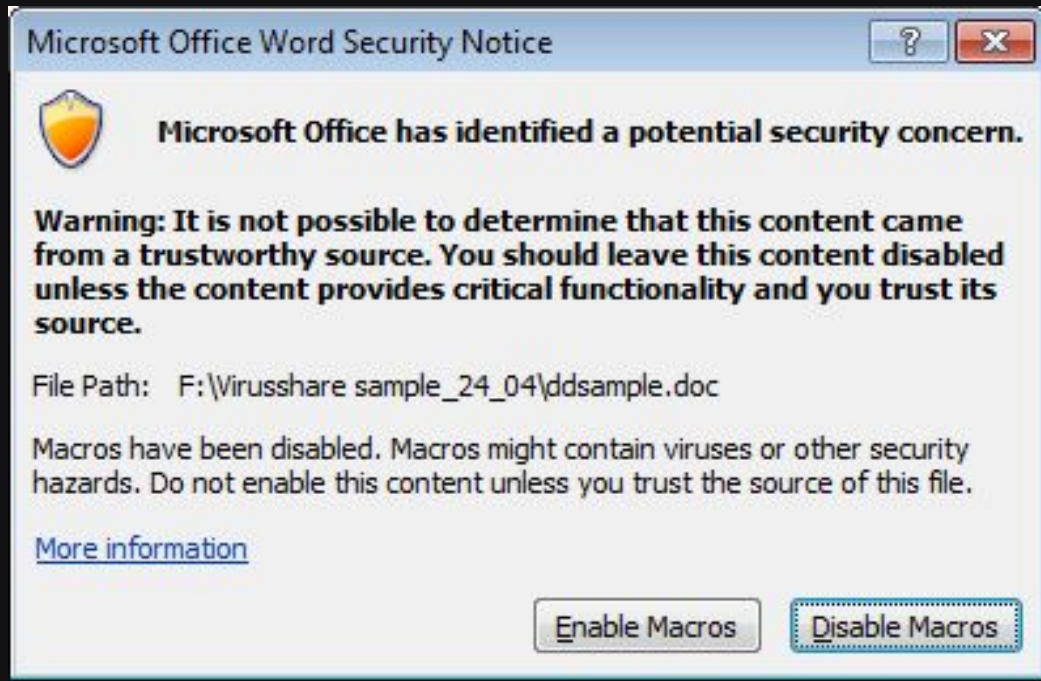 Microsoft Office Word Security Notice
Microsoft Office has identified a potential security concern.
Warning: It is not possible to determine that this content came
from a trustworthy source. You should leave this content disabled
unless the content provides critical functionality and you trust its
source.
File Path: F:\Virusshare sample_24_04\ddsample.doc
Macros have been disabled. Macros might contain viruses or other security
hazards. Do not enable this content unless you trust the source of this file.
More information
Enable Macros Disable Macros